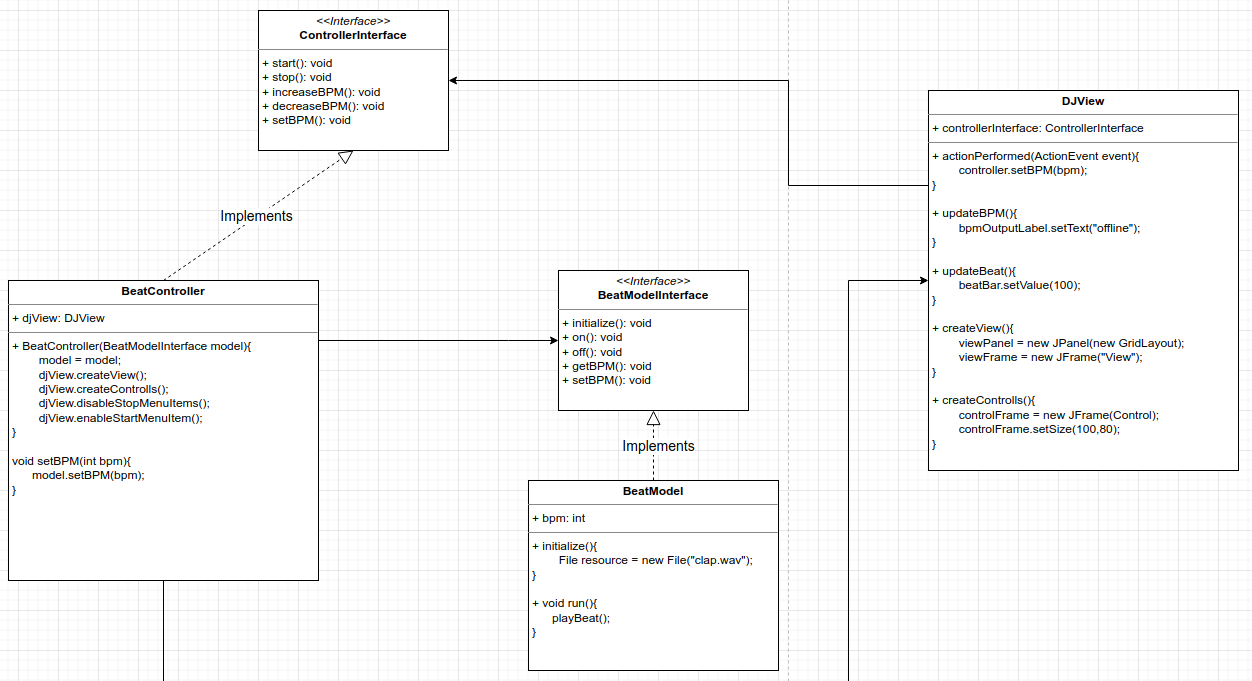 <<Interface>>
ControllerInterface
+ start(): void
+ stop(): void
+ increaseBPM(): void
+ decreaseBPM(): void
+ setBPM(): void
Implements
BeatController
+ djView: DJView
+ BeatController(BeatModelInterface model){
model = model;
djView.createView();
djView.createControlls();
djView.disableStopMenuItems();
djView.enableStartMenuItem();
}
void setBPM(int bpm){
model.setBPM(bpm);
}
<<Interface>>
BeatModelInterface
+ initialize(): void
+ on(): void
+ off(): void
+ getBPM(): void
+ setBPM(): void
Implements
BeatModel
+ bpm: int
+ initialize(){
File resource = new File("clap.wav");
}
+ void run(){
playBeat();
}
DJView
+ controllerInterface: ControllerInterface
+ actionPerformed(ActionEvent event){
controller.setBPM(bpm);
}
+ updateBPM(){
bpmOutputLabel.setText("offline");
}
+ updateBeat(){
beatBar.setValue(100);
}
+ createView(){
viewPanel = new JPanel(new GridLayout);
viewFrame = new JFrame("View");
}
+ createControlls(){
controlFrame = new JFrame(Control);
controlFrame.setSize(100,80);
}